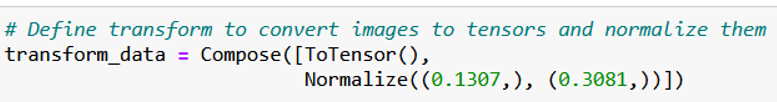 # Define transform to convert images to tensors and normalize them
transform_data = Compose([ToTensor(),
                          Normalize((0.1307,), (0.3081,))])